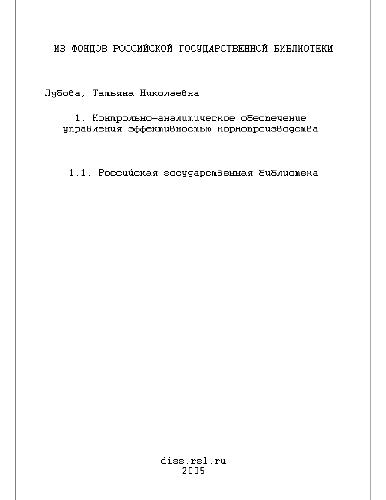 ИЗ ФОНДОВ РОССИЙСКОЙ ГОСУДАРСТВЕННОЙ БИБЛИОТЕКИ
Лубова, Татьяна Николаевна
1. Контрольно-аналитическое обеспечение
управления эффективностью кормопроизводства
1.1. Российская государственная библиотека
diss.rsl.ru
2005